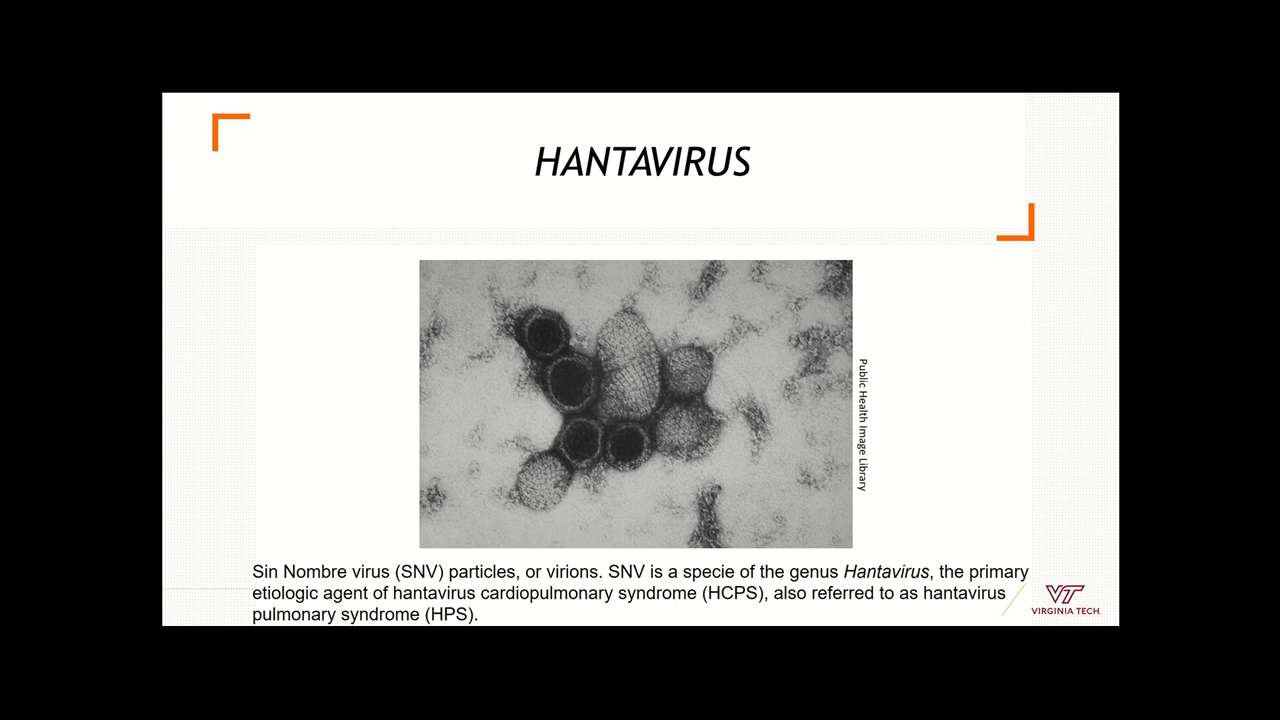 HANTAVIRUS
Public Health Image Library
Sin Nombre virus (SNV) particles, or virions. SNV is a specie of the genus Hantavirus, the primary
etiologic agent of hantavirus cardiopulmonary syndrome (HCPS), also referred to as hantavirus
pulmonary syndrome (HPS).
VT
VIRGINIA TECH.